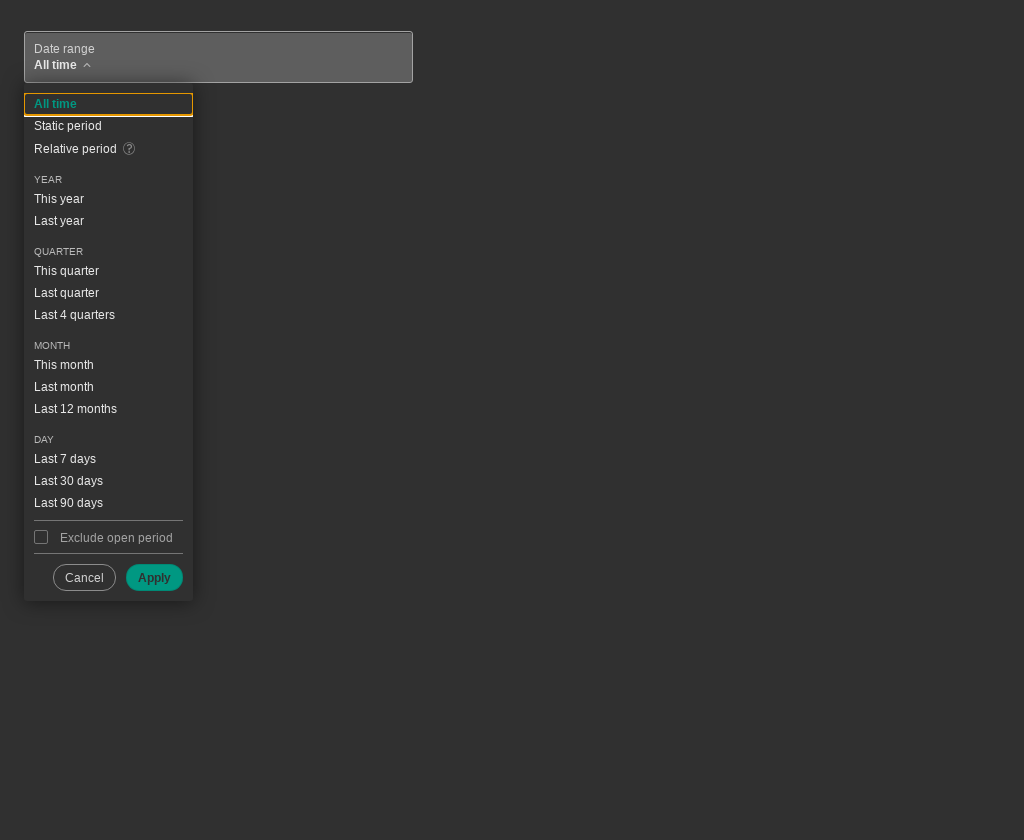 Date range
All time
All time
Static period
Relative period ?
YEAR
This year
Last year
QUARTER
This quarter
Last quarter
Last 4 quarters
MONTH
This month
Last month
Last 12 months
DAY
Last 7 days
Last 30 days
Last 90 days
Exclude open period
Cancel Apply